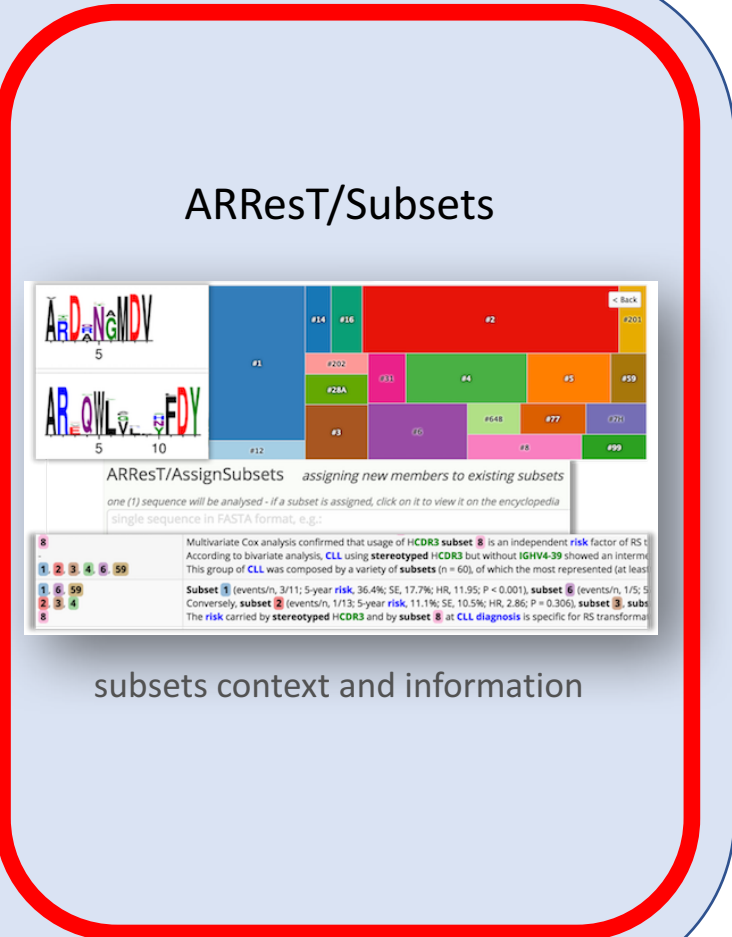 ARResT/Subsets
< Back
#14 #16 #2 #201
#1
#202 #31 #4 #5 #59
#28A
#3 #6 #64B #77 #2H
#12 #8 #99
5
5 10
ARResT/AssignSubsets assigning new members to existing subsets
one (1) sequence will be analysed - if a subset is assigned, click on it to view it on the encyclopedia
single sequence in FASTA format, e.g.:
8 Multivariate Cox analysis confirmed that usage of HCDR3 subset 8 is an independent risk factor of RS t
- According to bivariate analysis, CLL using stereotyped HCDR3 but without IGHV4-39 showed an interme
1, 2, 3, 4, 6, 59 This group of CLL was composed by a variety of subsets (n = 60), of which the most represented (at leas
1, 6, 59 Subset 1 (events/n, 3/11; 5-year risk, 36.4%; SE, 17.7%; HR, 11.95; P < 0.001), subset 6 (events/n, 1/5; 5
2, 3, 4 Conversely, subset 2 (events/n, 1/13; 5-year risk, 11.1%; SE, 10.5%; HR, 2.86; P = 0.306), subset 3, subs
8 The risk carried by stereotyped HCDR3 and by subset 8 at CLL diagnosis is specific for RS transforma
subsets context and information